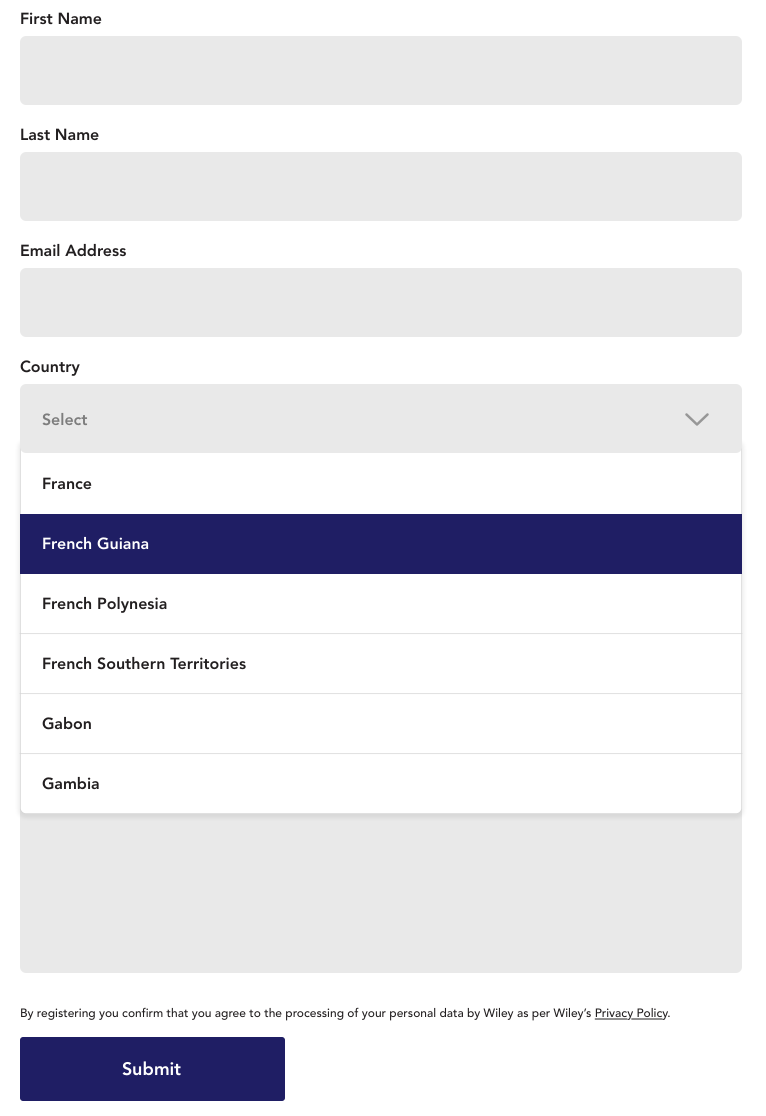 First Name
Last Name
Email Address
Country
Select
France
French Guiana
French Polynesia
French Southern Territories
Gabon
Gambia
By registering you confirm that you agree to the processing of your personal data by Wiley as per Wiley’s Privacy Policy.
Submit